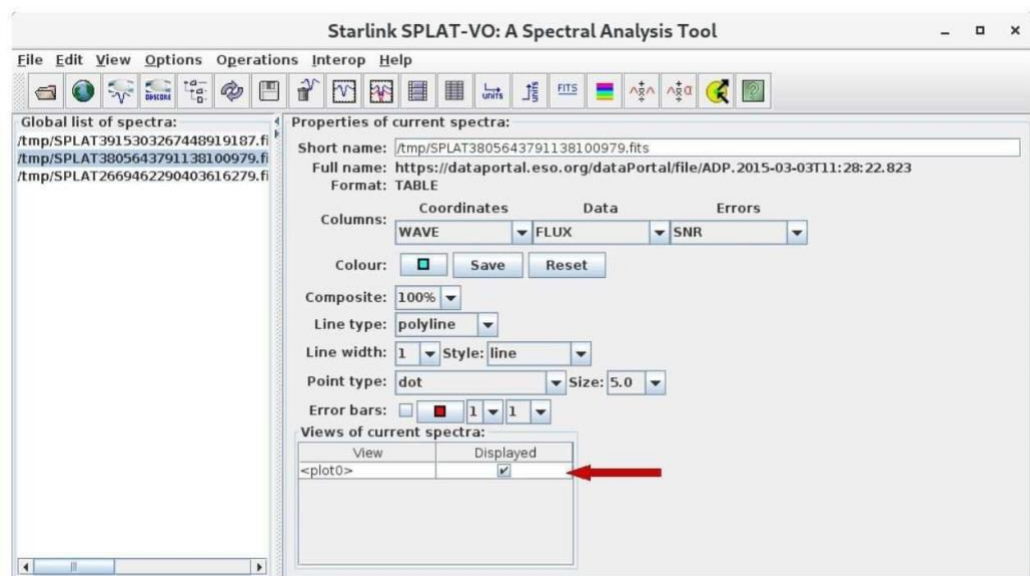 Starlink SPLAT-VO: A Spectral Analysis Tool
File Edit View Options Operations Interop Help
OBSCORE units FITS
Global list of spectra:
/tmp/SPLAT3915303267448919187.fi
/tmp/SPLAT3805643791138100979.fi
/tmp/SPLAT2669462290403616279.fi
Properties of current spectra:
Short name: /tmp/SPLAT3805643791138100979.fits
Full name: https://dataportal.eso.org/dataPortal/file/ADP.2015-03-03T11:28:22.823
Format: TABLE
Coordinates Data Errors
Columns: WAVE FLUX SNR
Colour: Save Reset
Composite: 100%
Line type: polyline
Line width: 1 Style: line
Point type: dot Size: 5.0
Error bars: 1 1
Views of current spectra:
View Displayed
<plot0>